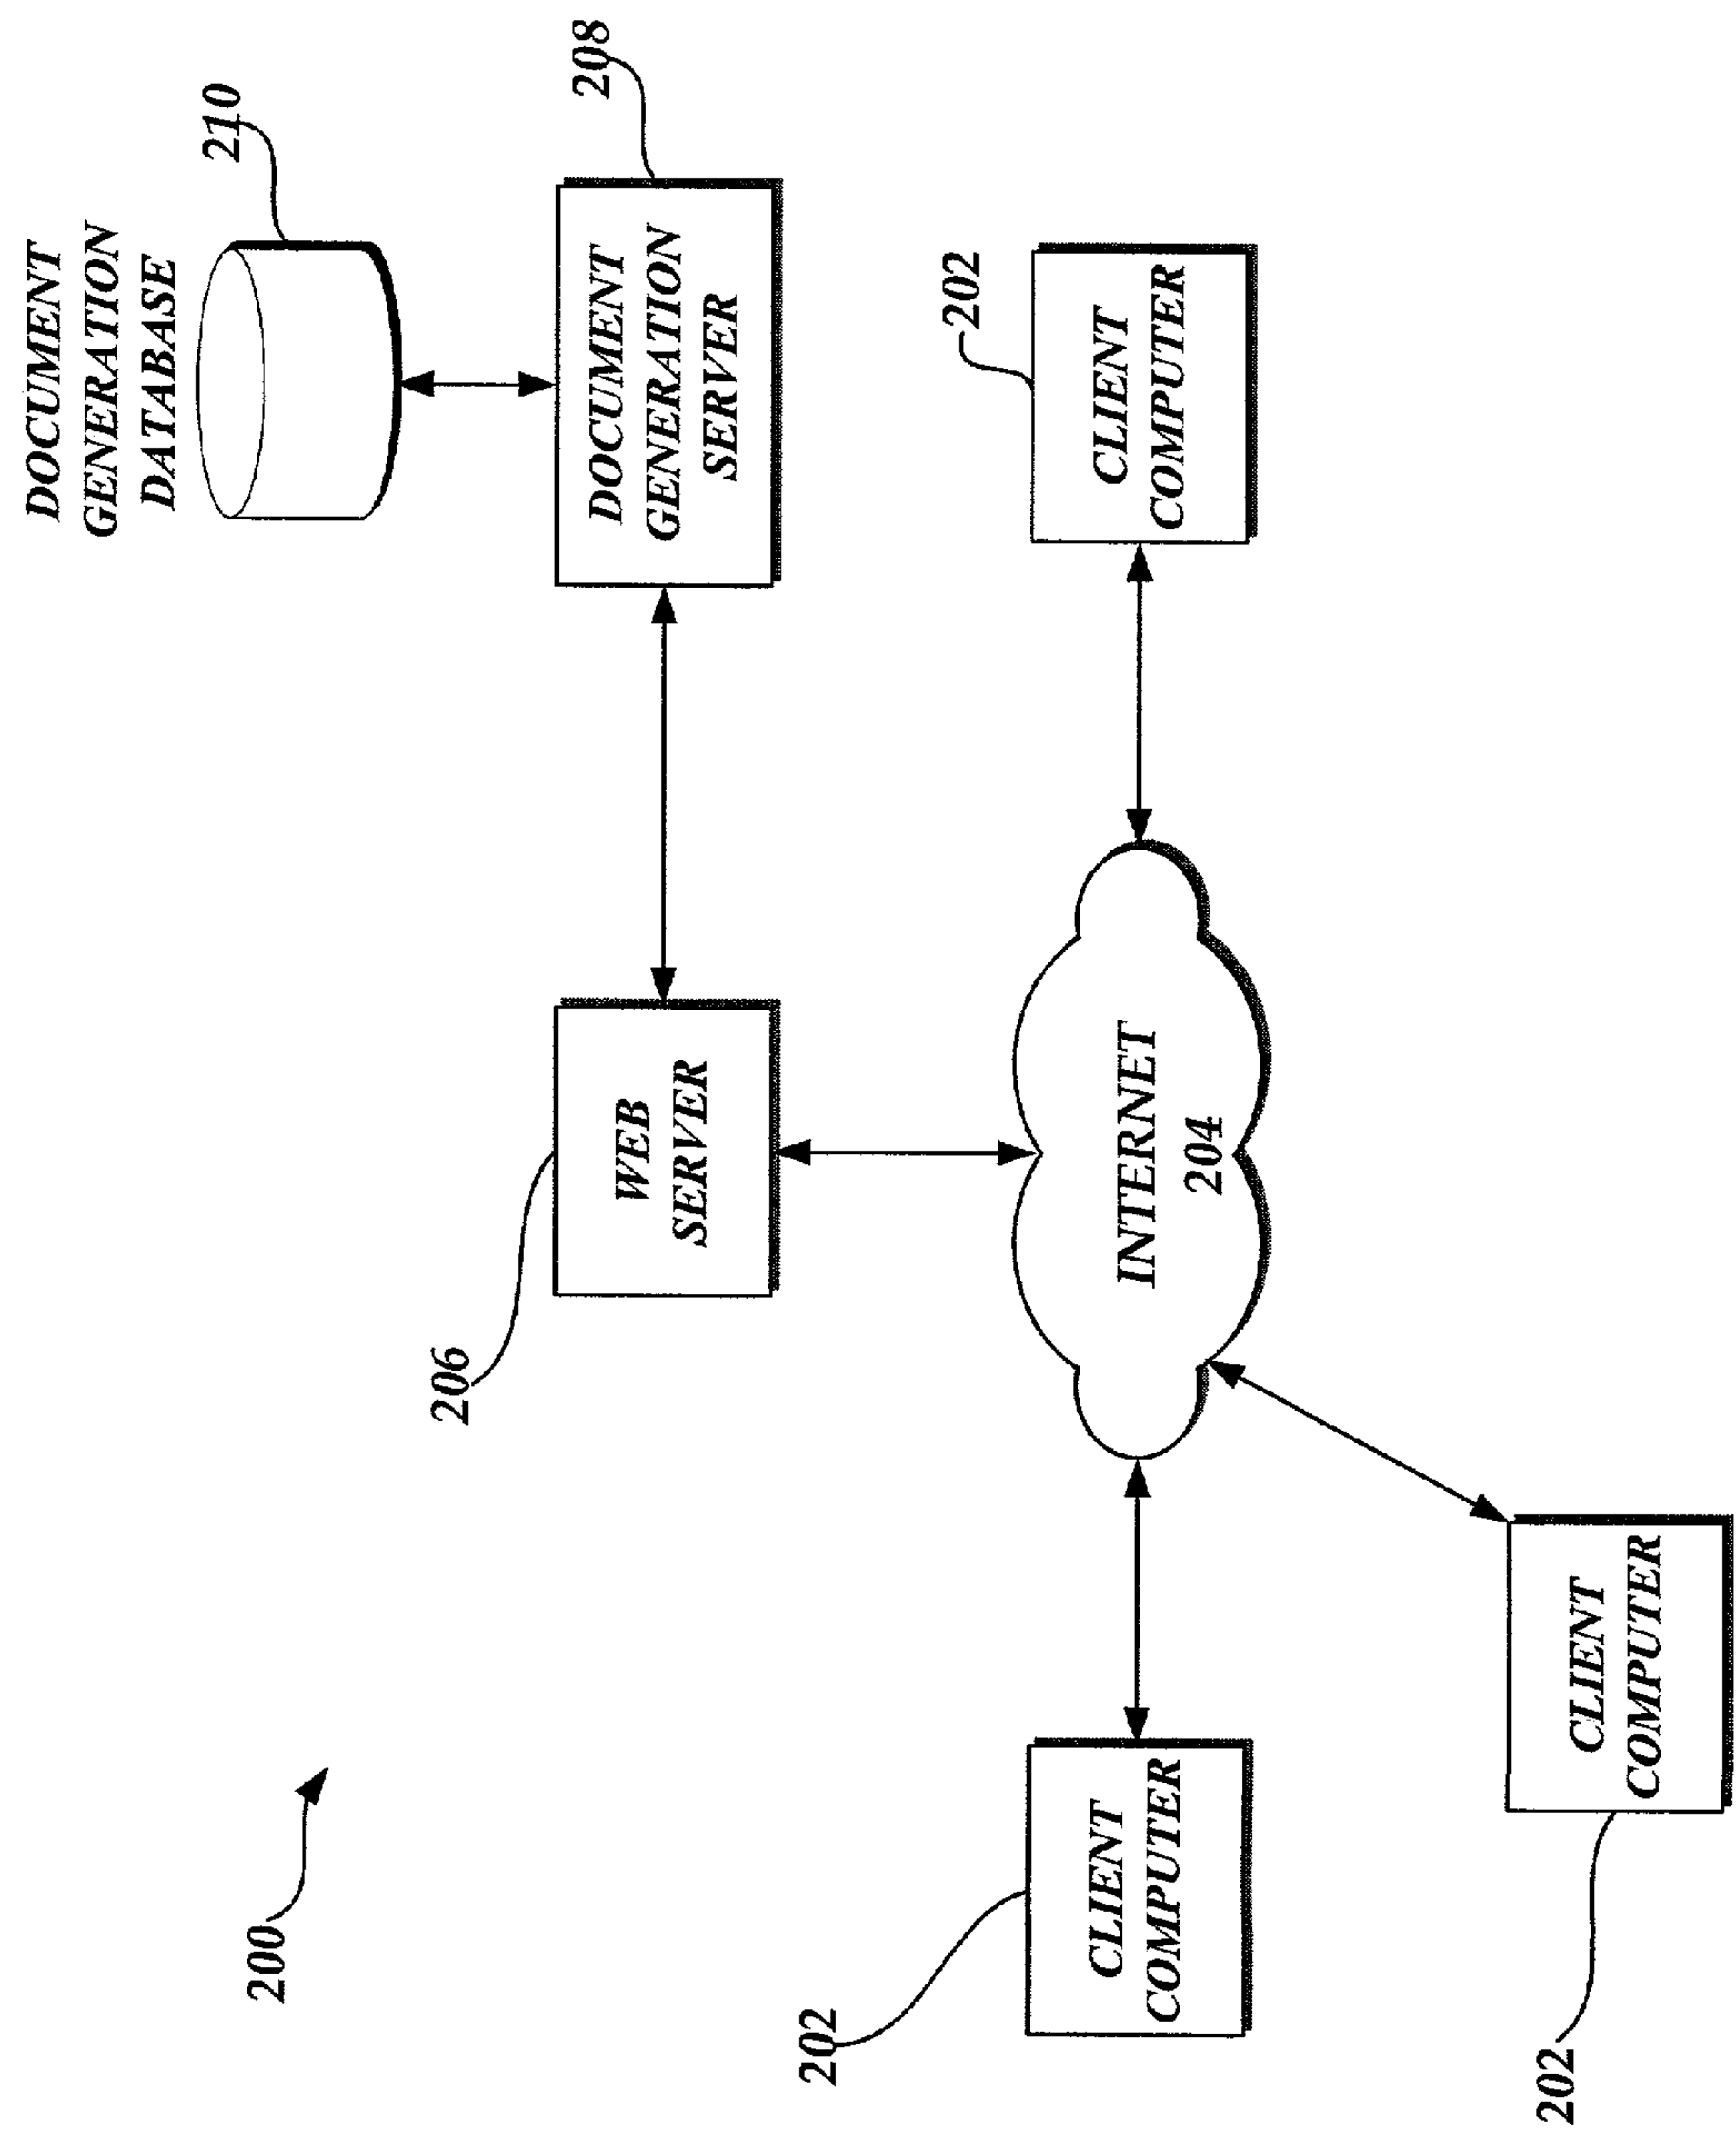 DOCUMENT
GENERATION
DATABASE
210
206
WEB
SERVER
DOCUMENT
GENERATION
SERVER
208
200
202
CLIENT
COMPUTER
INTERNET
204
202
CLIENT
COMPUTER
202
CLIENT
COMPUTER